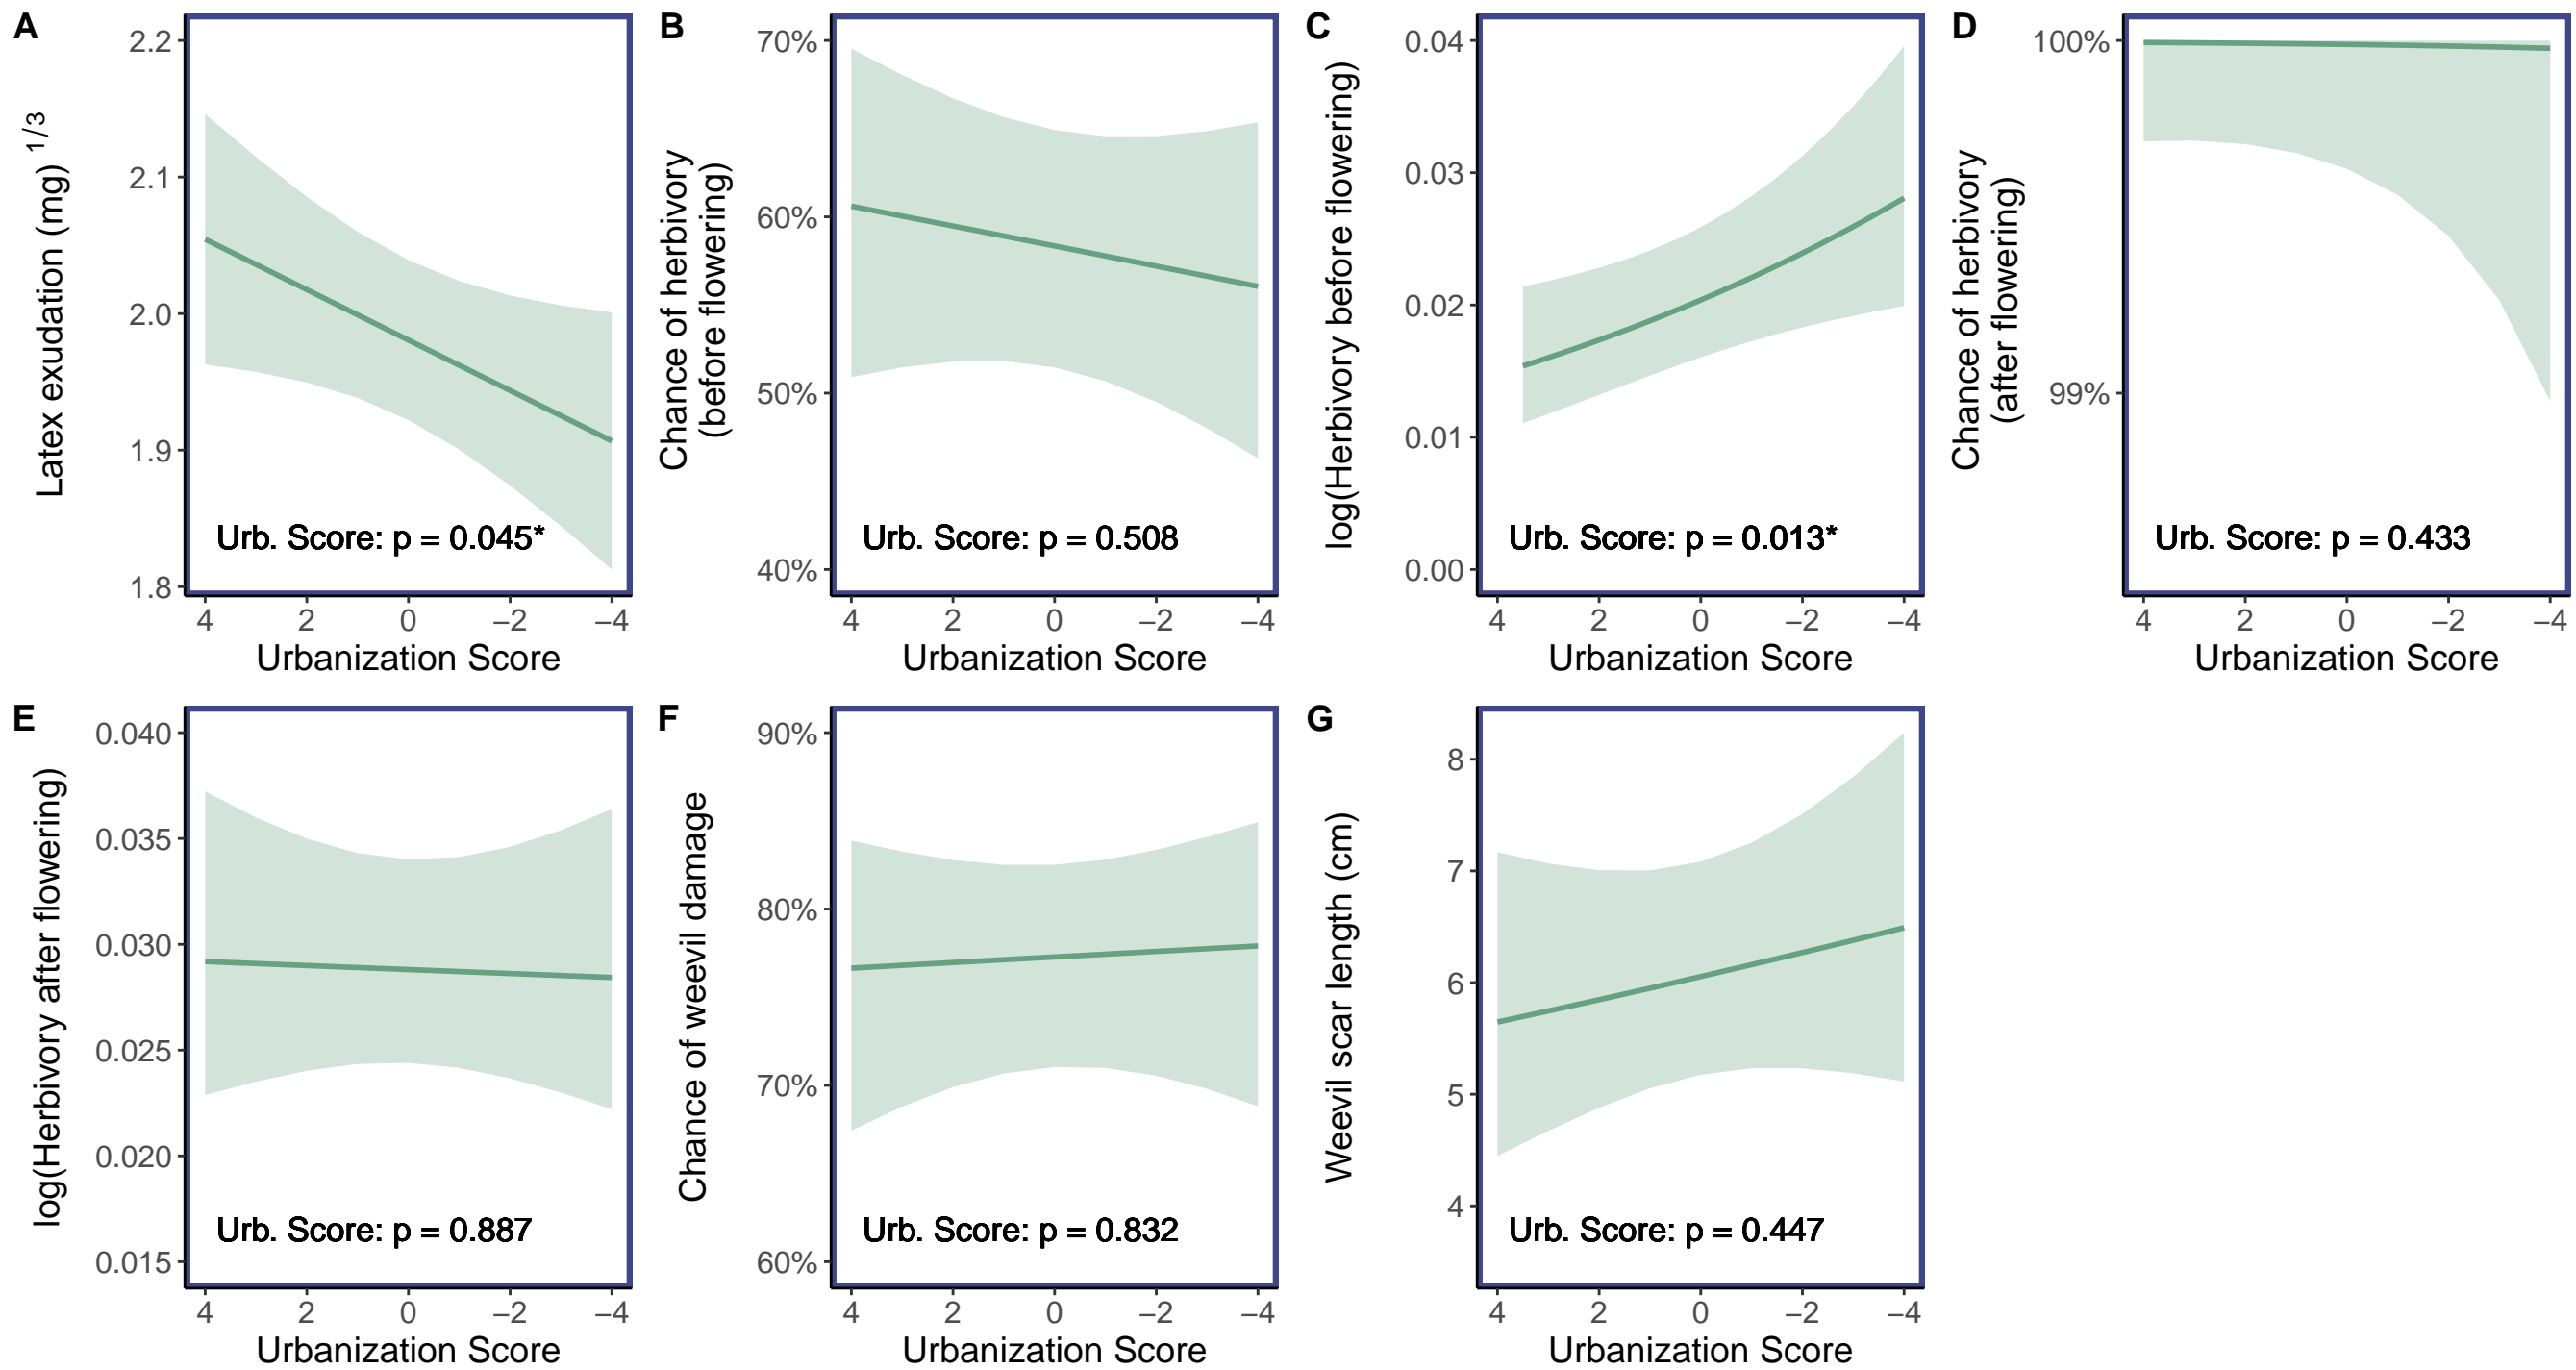 A
Latex exudation (mg) 1/3
2.2
2.1
2.0
1.9
1.8
Urb. Score: p = 0.045*
4 2 0 −2 −4
Urbanization Score
B
Chance of herbivory
(before flowering)
70%
60%
50%
40%
Urb. Score: p = 0.508
4 2 0 −2 −4
Urbanization Score
C
log(Herbivory before flowering)
0.04
0.03
0.02
0.01
0.00
Urb. Score: p = 0.013*
4 2 0 −2 −4
Urbanization Score
D
Chance of herbivory
(after flowering)
100%
99%
Urb. Score: p = 0.433
4 2 0 −2 −4
Urbanization Score
E
log(Herbivory after flowering)
0.040
0.035
0.030
0.025
0.020
0.015
Urb. Score: p = 0.887
4 2 0 −2 −4
Urbanization Score
F
Chance of weevil damage
90%
80%
70%
60%
Urb. Score: p = 0.832
4 2 0 −2 −4
Urbanization Score
G
Weevil scar length (cm)
8
7
6
5
4
Urb. Score: p = 0.447
4 2 0 −2 −4
Urbanization Score